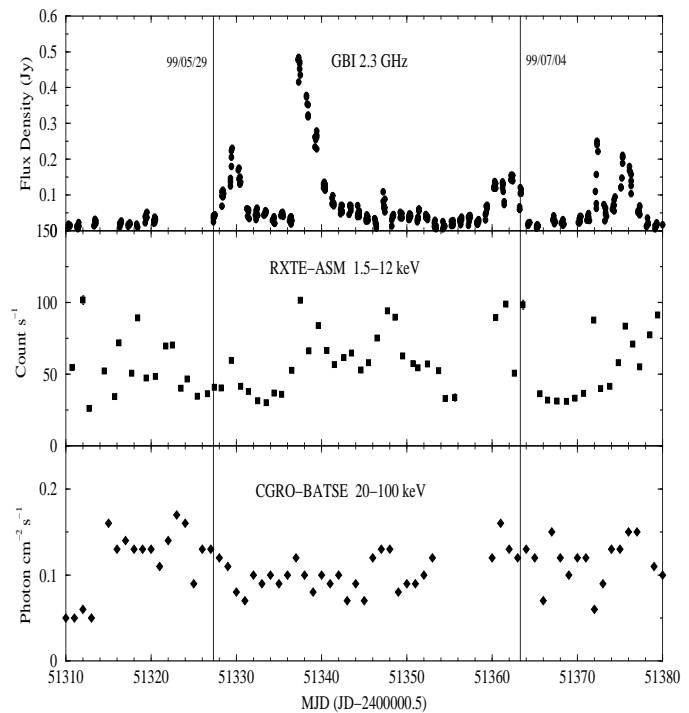 0.6
0.5
0.4
0.3
0.2
0.1
Flux Density (Jy)
99/05/29
GBI 2.3 GHz
99/07/04
150
100
50
0
Count s⁻¹
RXTE−ASM 1.5−12 keV
0.2
0.1
0
Photon cm⁻² s⁻¹
CGRO−BATSE 20−100 keV
51310 51320 51330 51340 51350 51360 51370 51380
MJD (JD−2400000.5)